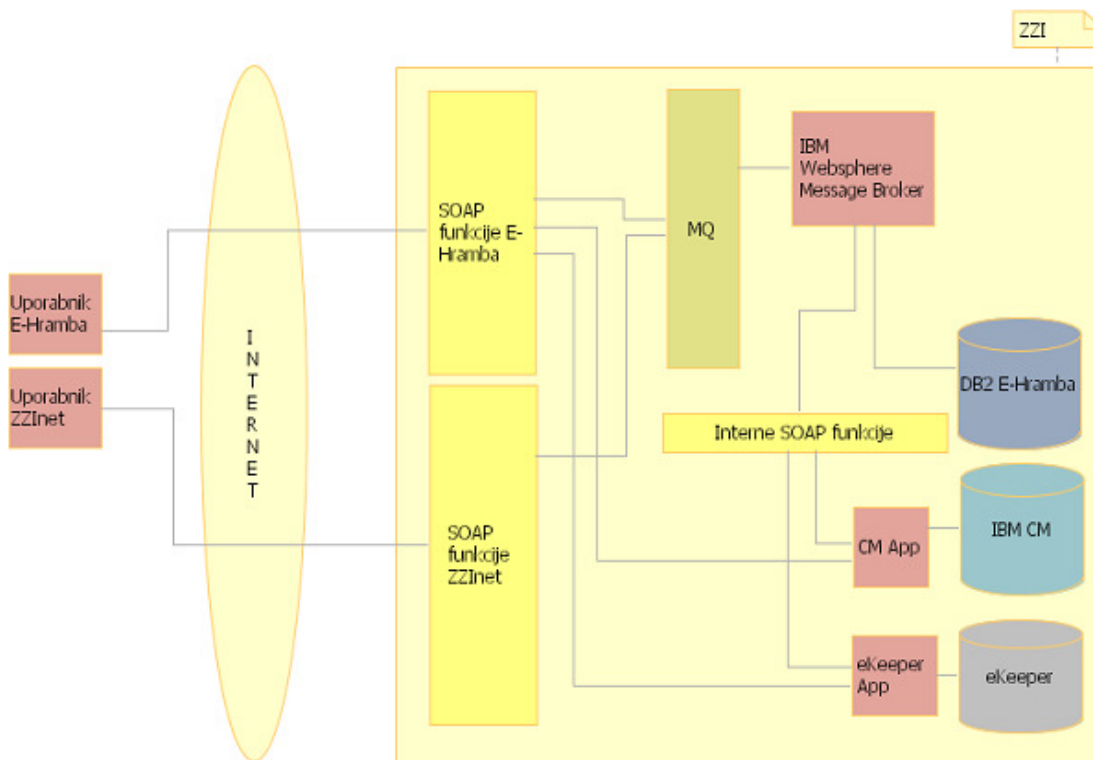 ZZI
IBM
Websphere
Message Broker
SOAP
funkcije E-
Hramba
MQ
Uporabnik
E-Hramba
I
N
T
E
R
N
E
T
DB2 E-Hramba
Uporabnik
ZZInet
Interne SOAP funkcije
SOAP
funkcije
ZZInet
CM App
IBM CM
eKeeper
App
eKeeper